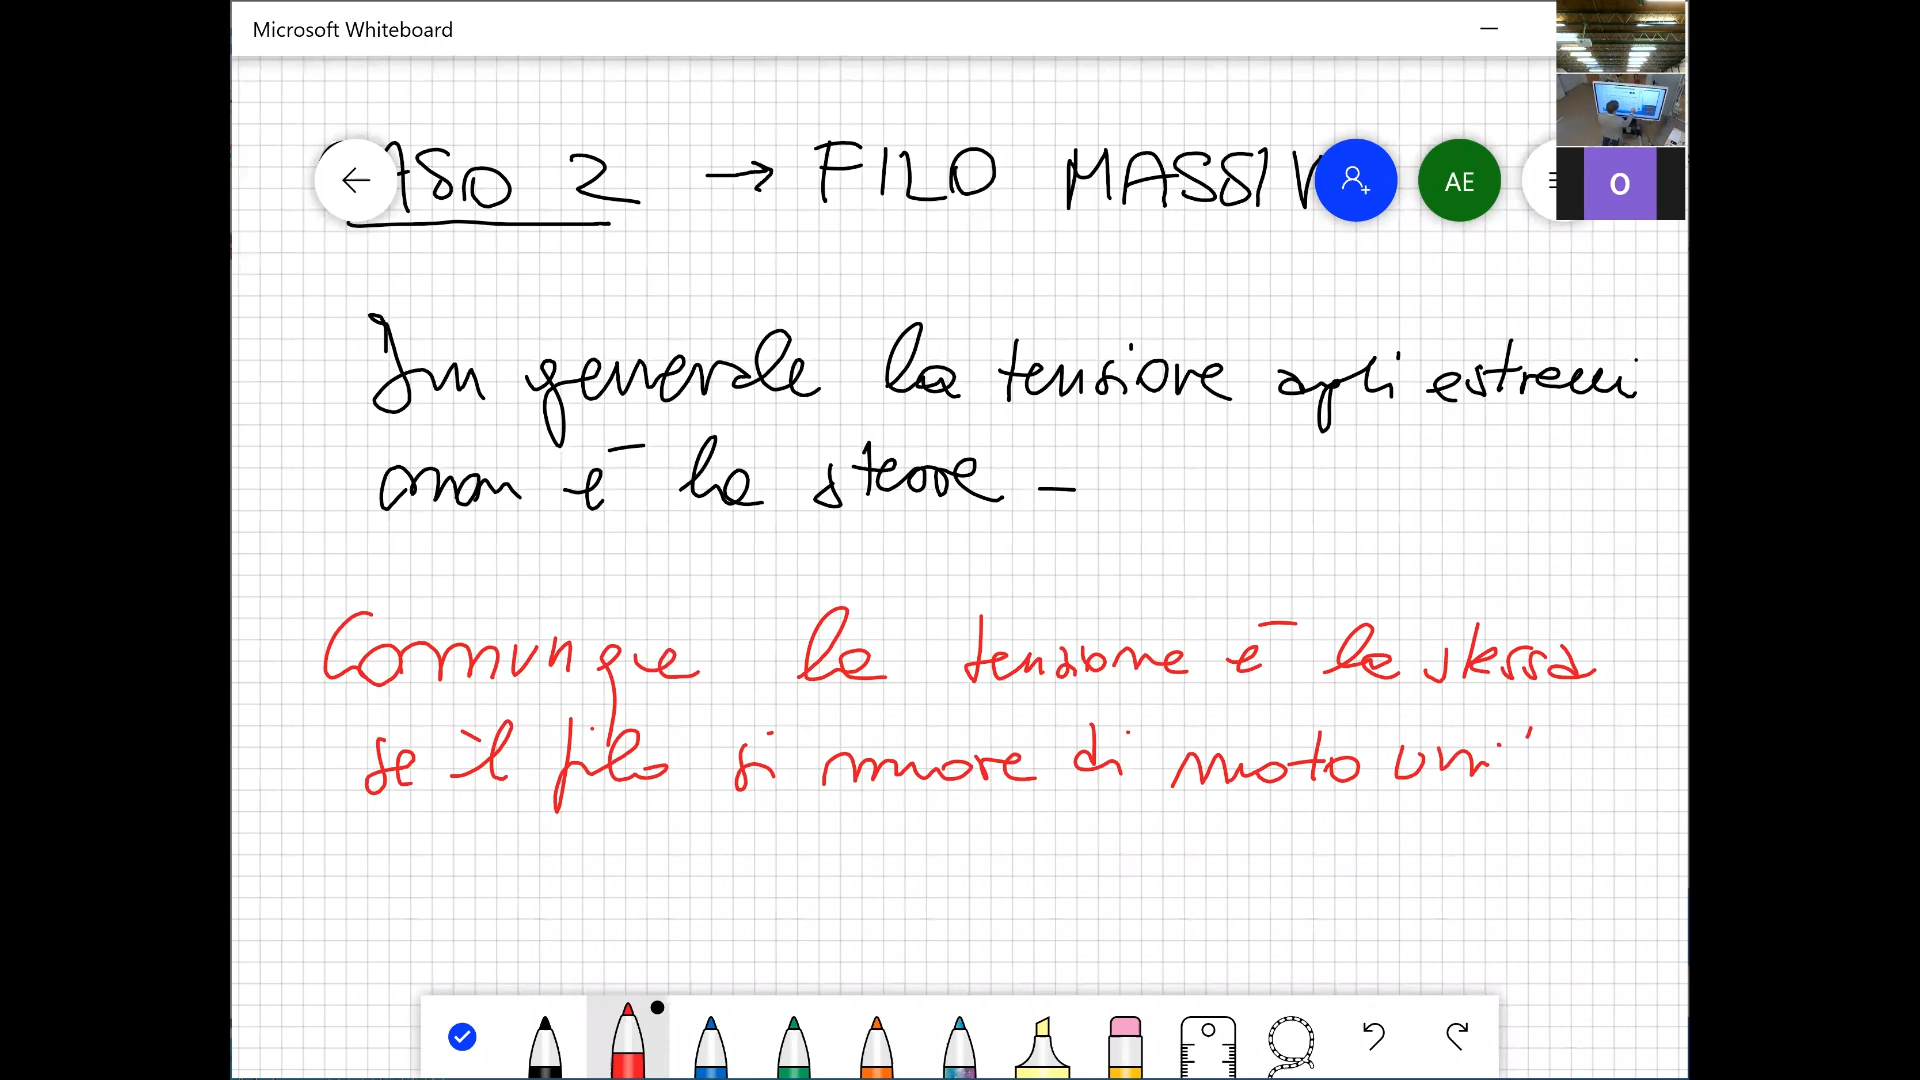 Microsoft Whiteboard
ASO 2 → FILO MASSIV
AE
O
In generale la tensione agli estremi
non è la stessa -
Comunque la tensione è la stessa
se il filo si muove di moto uni